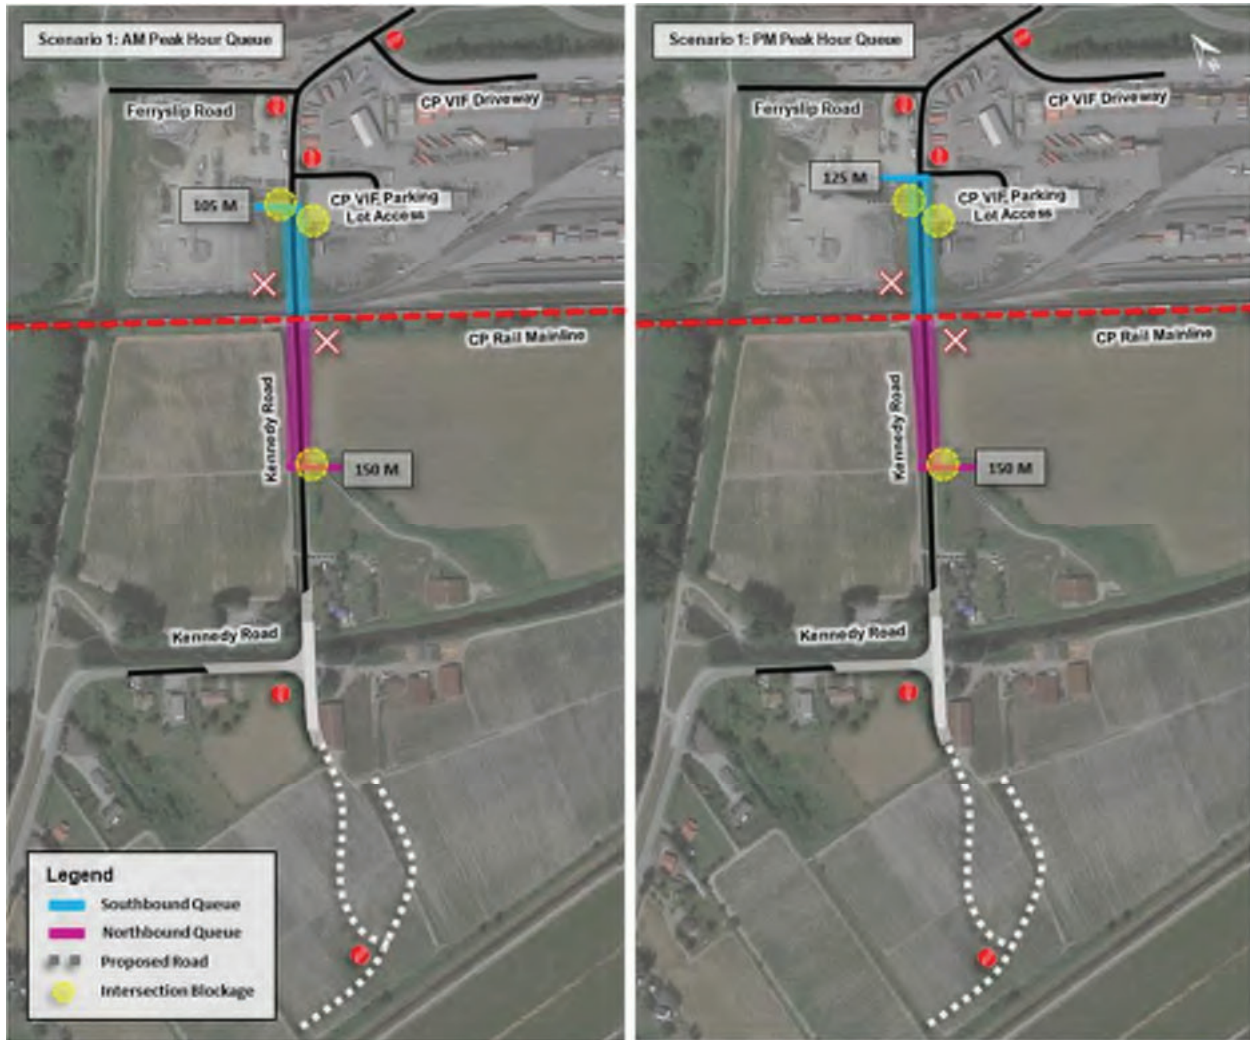 Scenario 1: AM Peak Hour Queue
Ferryslip Road
CP VIF Driveway
105 M
CP VIF Parking
Lot Access
CP Rail Mainline
Kennedy Road
150 M
Kennedy Road
Legend
Southbound Queue
Northbound Queue
Proposed Road
Intersection Blockage
Scenario 1: PM Peak Hour Queue
N
Ferryslip Road
CP VIF Driveway
125 M
CP VIF Parking
Lot Access
CP Rail Mainline
Kennedy Road
150 M
Kennedy Road